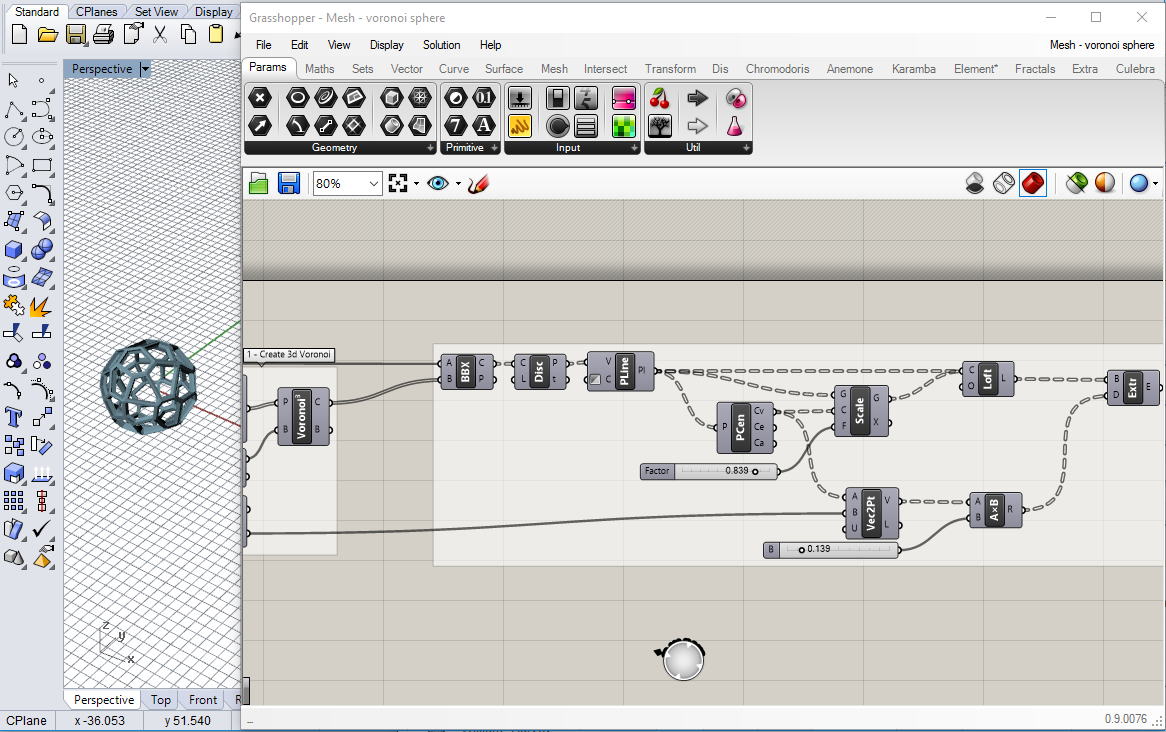 Standard CPlanes Set View Display
Grasshopper - Mesh - voronoi sphere
File Edit View Display Solution Help
Mesh - voronoi sphere
Params Maths Sets Vector Curve Surface Mesh Intersect Transform Dis Chromodoris Anemone Karamba Element* Fractals Extra Culebra
Perspective
0.1
7 A
Geometry Primitive Input Util
80%
1 - Create 3d Voronoi
A B BBX C P
C L Disc P t
V C PLine Pl
P B Voronoi³ C B
P PCen Cv Ce Ca
G C F Scale G X
C O Loft L
B D Extr E
Factor 0.839
A B U Vec2Pt V L
A B A×B R
B 0.139
z
y
x
Perspective Top Front R
CPlane x -36.053 y 51.540
0.9.0076